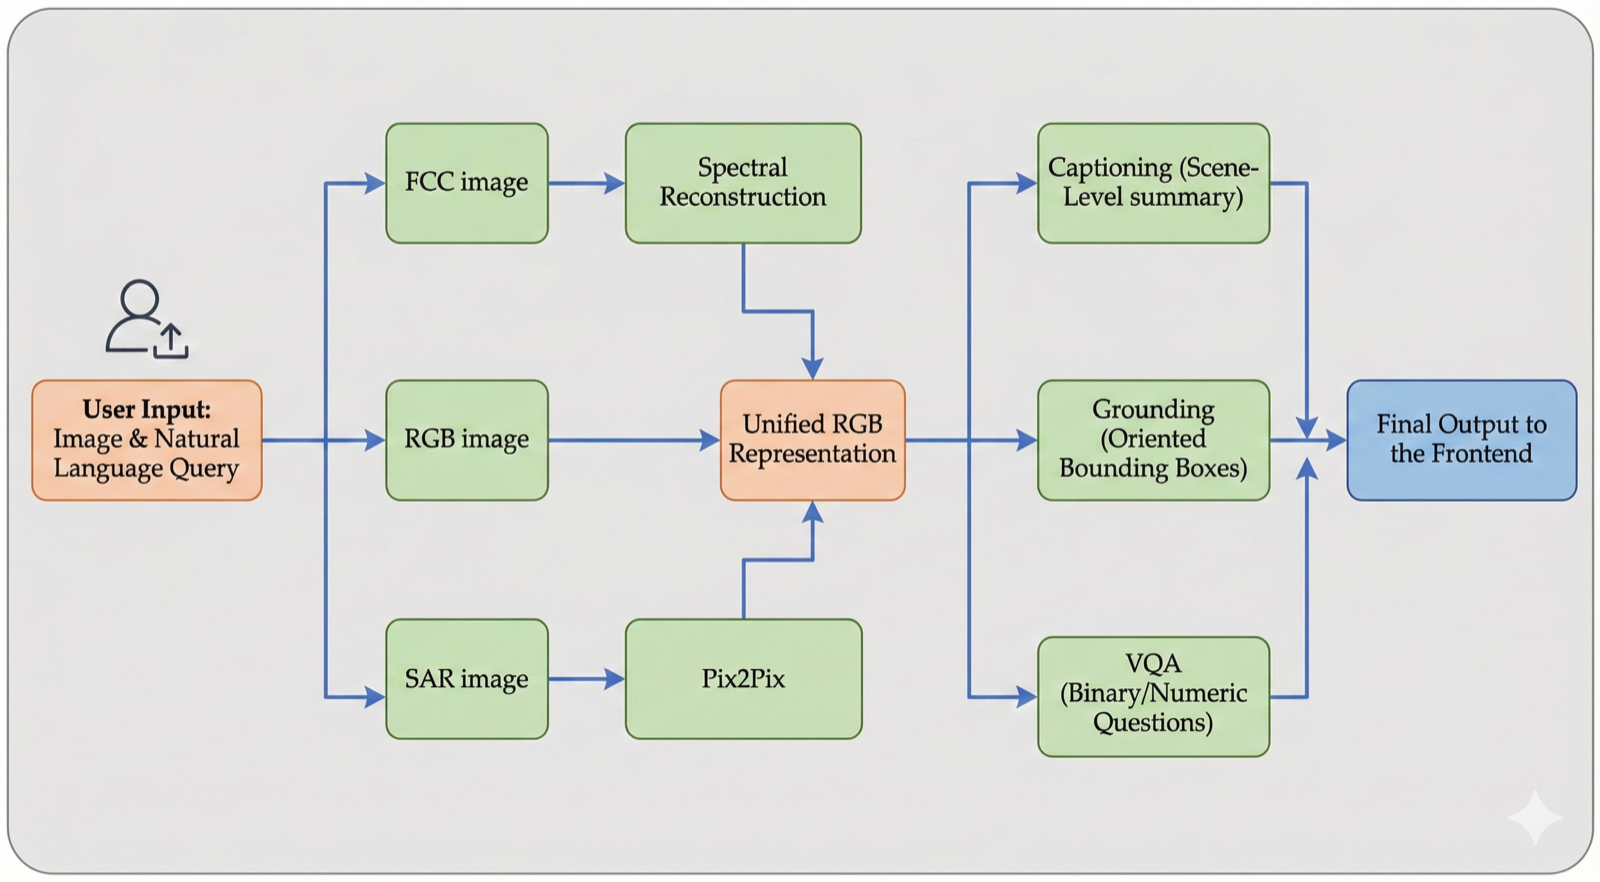 FCC image
Spectral
Reconstruction
Captioning (Scene-
Level summary)
User Input:
Image & Natural
Language Query
RGB image
Unified RGB
Representation
Grounding
(Oriented
Bounding Boxes)
Final Output to
the Frontend
SAR image
Pix2Pix
VQA
(Binary/Numeric
Questions)